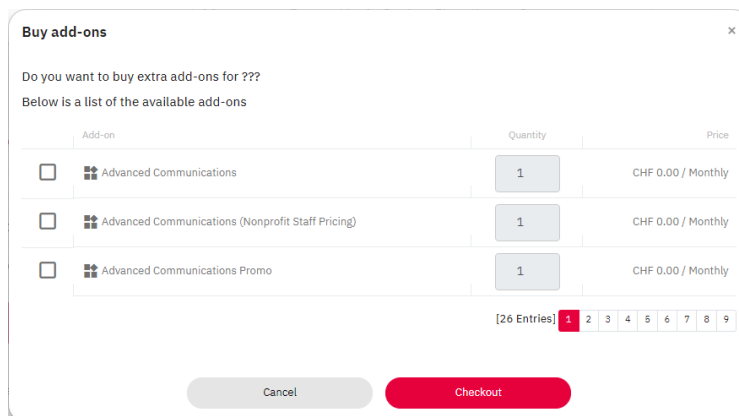 Buy add-ons ×
Do you want to buy extra add-ons for ???
Below is a list of the available add-ons
Add-on Quantity Price
Advanced Communications 1 CHF 0.00 / Monthly
Advanced Communications (Nonprofit Staff Pricing) 1 CHF 0.00 / Monthly
Advanced Communications Promo 1 CHF 0.00 / Monthly
[26 Entries] 1 2 3 4 5 6 7 8 9
Cancel Checkout